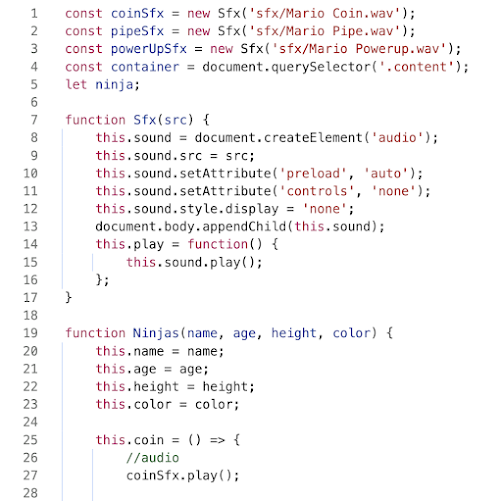 1 const coinSfx = new Sfx('sfx/Mario Coin.wav');
2 const pipeSfx = new Sfx('sfx/Mario Pipe.wav');
3 const powerUpSfx = new Sfx('sfx/Mario Powerup.wav');
4 const container = document.querySelector('.content');
5 let ninja;
6
7 function Sfx(src) {
8     this.sound = document.createElement('audio');
9     this.sound.src = src;
10     this.sound.setAttribute('preload', 'auto');
11     this.sound.setAttribute('controls', 'none');
12     this.sound.style.display = 'none';
13     document.body.appendChild(this.sound);
14     this.play = function() {
15         this.sound.play();
16     };
17 }
18
19 function Ninjas(name, age, height, color) {
20     this.name = name;
21     this.age = age;
22     this.height = height;
23     this.color = color;
24
25     this.coin = () => {
26         //audio
27         coinSfx.play();
28